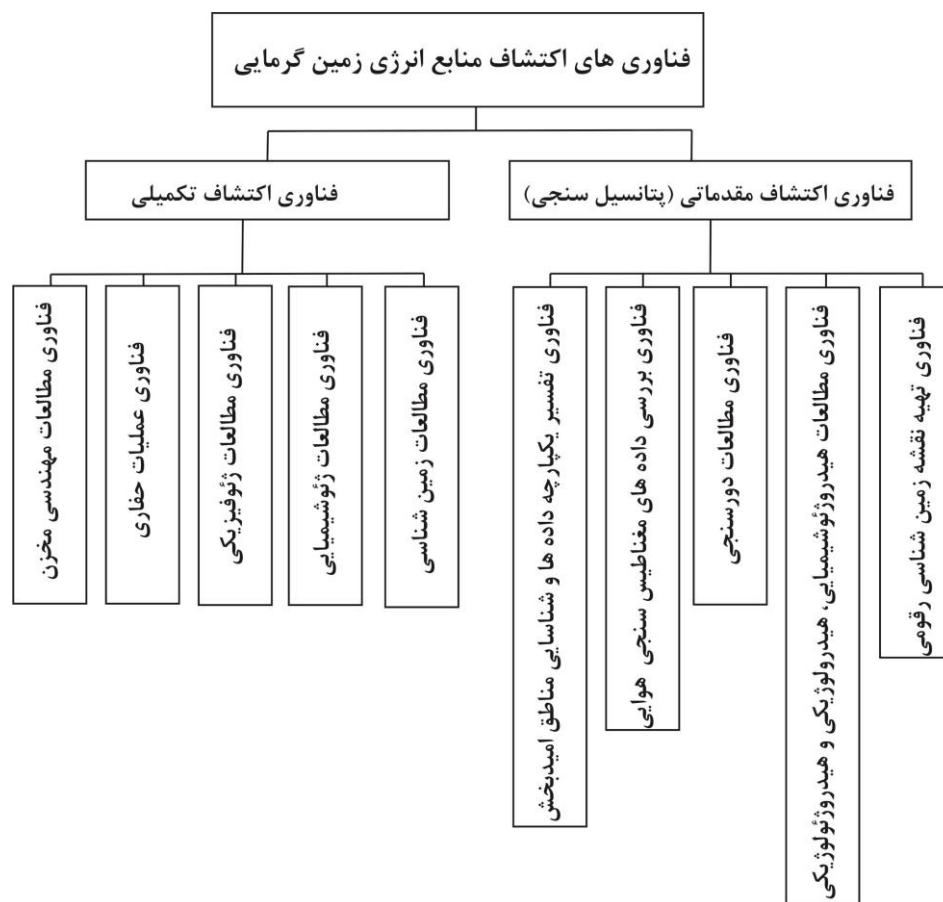 فناوری های اکتشاف منابع انرژی زمین گرمایی
فناوری اکتشاف مقدماتی (پتانسیل سنجی)
فناوری اکتشاف تکمیلی
فناوری تهیه نقشه زمین شناسی رقومی
فناوری مطالعات هیدروژئوشیمیایی، هیدرولوژیکی و هیدروژئولوژیکی
فناوری مطالعات دورسنجی
فناوری بررسی داده های مغناطیس سنجی هوایی
فناوری تفسیر یکپارچه داده ها و شناسایی مناطق امیدبخش
فناوری مطالعات زمین شناسی
فناوری مطالعات ژئوشیمیایی
فناوری مطالعات ژئوفیزیکی
فناوری عملیات حفاری
فناوری مطالعات مهندسی مخزن